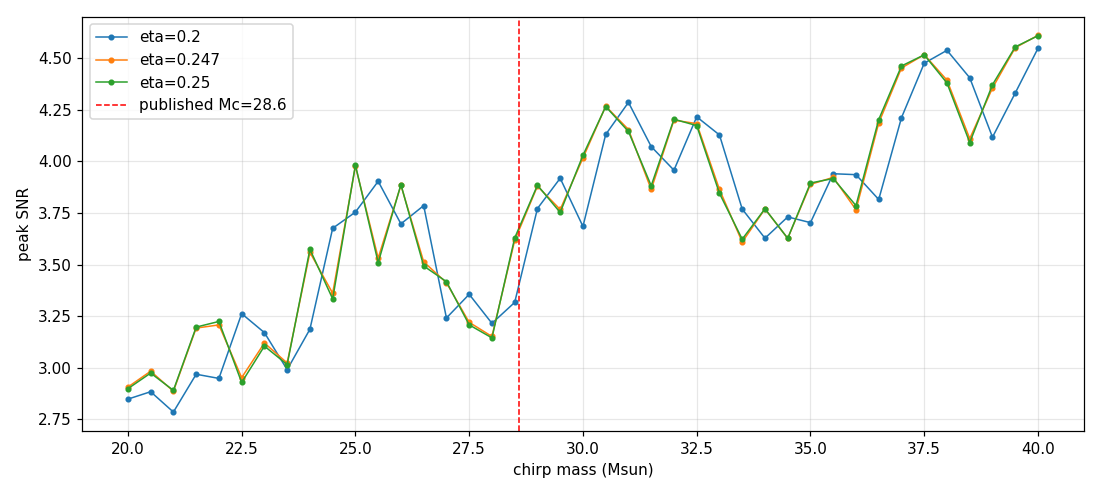 eta=0.2
eta=0.247
eta=0.25
published Mc=28.6
peak SNR
4.50
4.25
4.00
3.75
3.50
3.25
3.00
2.75
20.0 22.5 25.0 27.5 30.0 32.5 35.0 37.5 40.0
chirp mass (Msun)